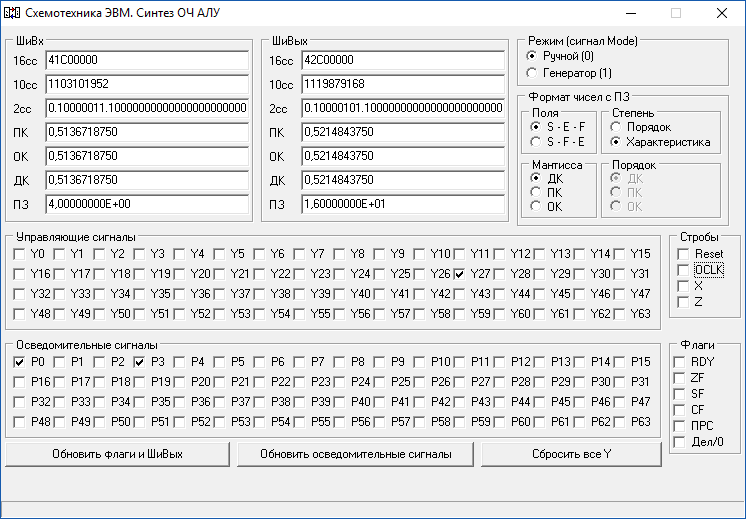 Схемотехника ЭВМ. Синтез ОЧ АЛУ
ШиВх
16сс 41C00000
10сс 1103101952
2сс 0.10000011.10000000000000000000000
ПК 0,5136718750
ОК 0,5136718750
ДК 0,5136718750
ПЗ 4,00000000E+00
ШиВых
16сс 42C00000
10сс 1119879168
2сс 0.10000101.10000000000000000000000
ПК 0,5214843750
ОК 0,5214843750
ДК 0,5214843750
ПЗ 1,60000000E+01
Режим (сигнал Mode)
Ручной (0)
Генератор (1)
Формат чисел с ПЗ
Поля
S - E - F
S - F - E
Степень
Порядок
Характеристика
Мантисса
ДК
ПК
ОК
Порядок
ДК
ПК
ОК
Управляющие сигналы
Y0 Y1 Y2 Y3 Y4 Y5 Y6 Y7 Y8 Y9 Y10 Y11 Y12 Y13 Y14 Y15
Y16 Y17 Y18 Y19 Y20 Y21 Y22 Y23 Y24 Y25 Y26 Y27 Y28 Y29 Y30 Y31
Y32 Y33 Y34 Y35 Y36 Y37 Y38 Y39 Y40 Y41 Y42 Y43 Y44 Y45 Y46 Y47
Y48 Y49 Y50 Y51 Y52 Y53 Y54 Y55 Y56 Y57 Y58 Y59 Y60 Y61 Y62 Y63
Стробы
Reset
OCLK
X
Z
Осведомительные сигналы
P0 P1 P2 P3 P4 P5 P6 P7 P8 P9 P10 P11 P12 P13 P14 P15
P16 P17 P18 P19 P20 P21 P22 P23 P24 P25 P26 P27 P28 P29 P30 P31
P32 P33 P34 P35 P36 P37 P38 P39 P40 P41 P42 P43 P44 P45 P46 P47
P48 P49 P50 P51 P52 P53 P54 P55 P56 P57 P58 P59 P60 P61 P62 P63
Флаги
RDY
ZF
SF
CF
ПРС
Дел/0
Обновить флаги и ШиВых
Обновить осведомительные сигналы
Сбросить все Y